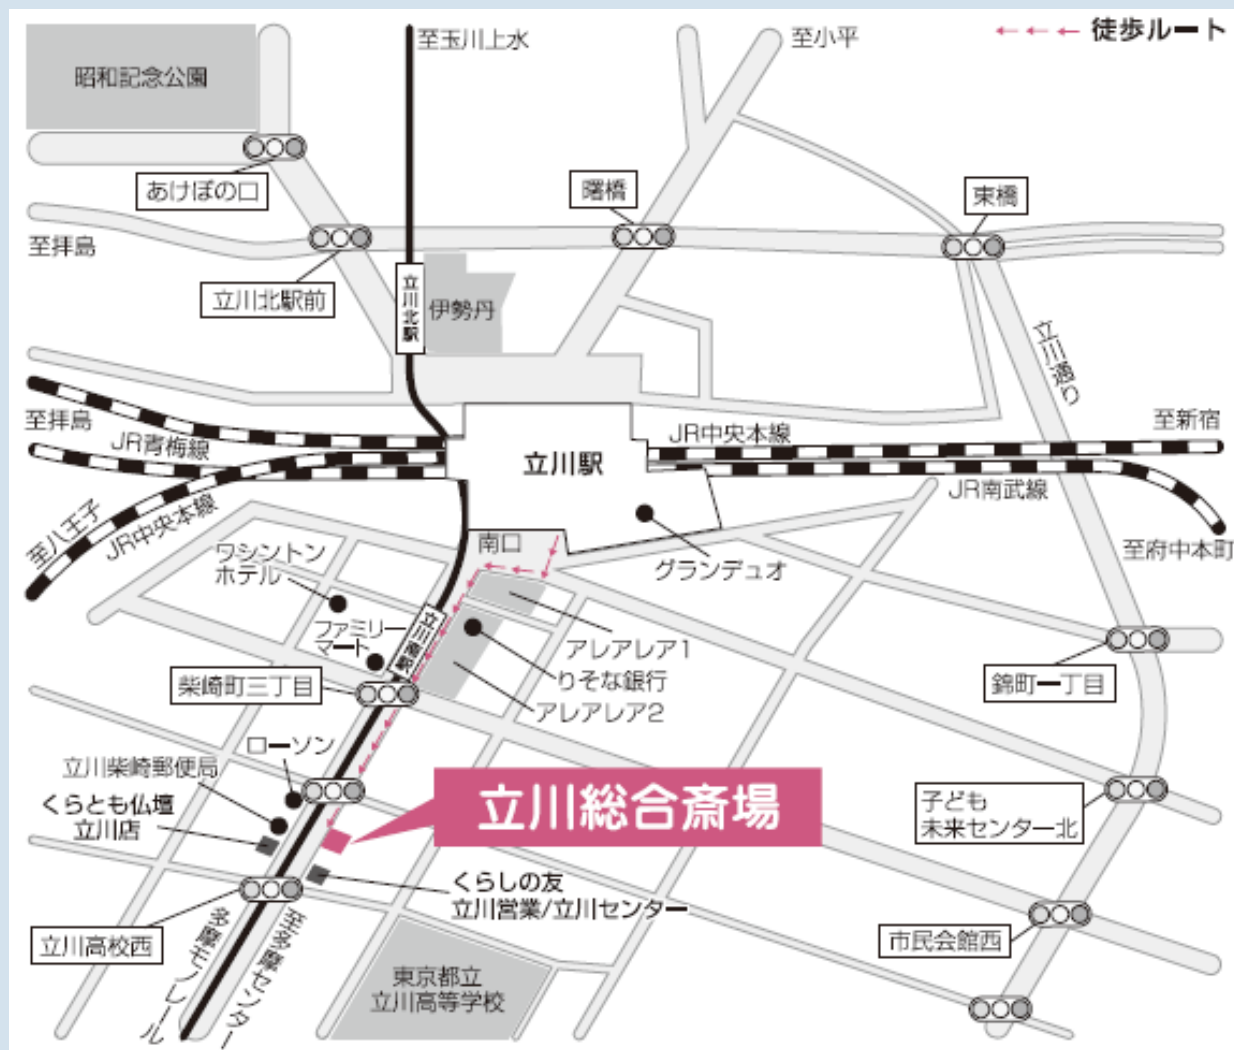 至玉川上水
至小平
徒歩ルート
昭和記念公園
あけぼの口
曙橋
東橋
至拝島
立川北駅前
立川北駅
伊勢丹
立川通り
至拝島
JR青梅線
JR中央本線
至新宿
立川駅
JR南武線
至八王子
JR中央本線
南口
グランデュオ
至府中本町
ワシントン
ホテル
ファミリー
マート
立川南駅
アレアレア1
りそな銀行
アレアレア2
柴崎町三丁目
錦町一丁目
ローソン
立川柴崎郵便局
くらとも仏壇
立川店
立川総合斎場
子ども
未来センター北
くらしの友
立川営業/立川センター
立川高校西
市民会館西
多摩モノレール
至多摩センター
東京都立
立川高等学校